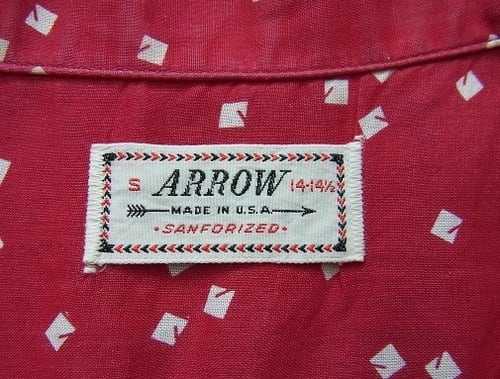 S ARROW 14-14½
MADE IN U.S.A.
•SANFORIZED•